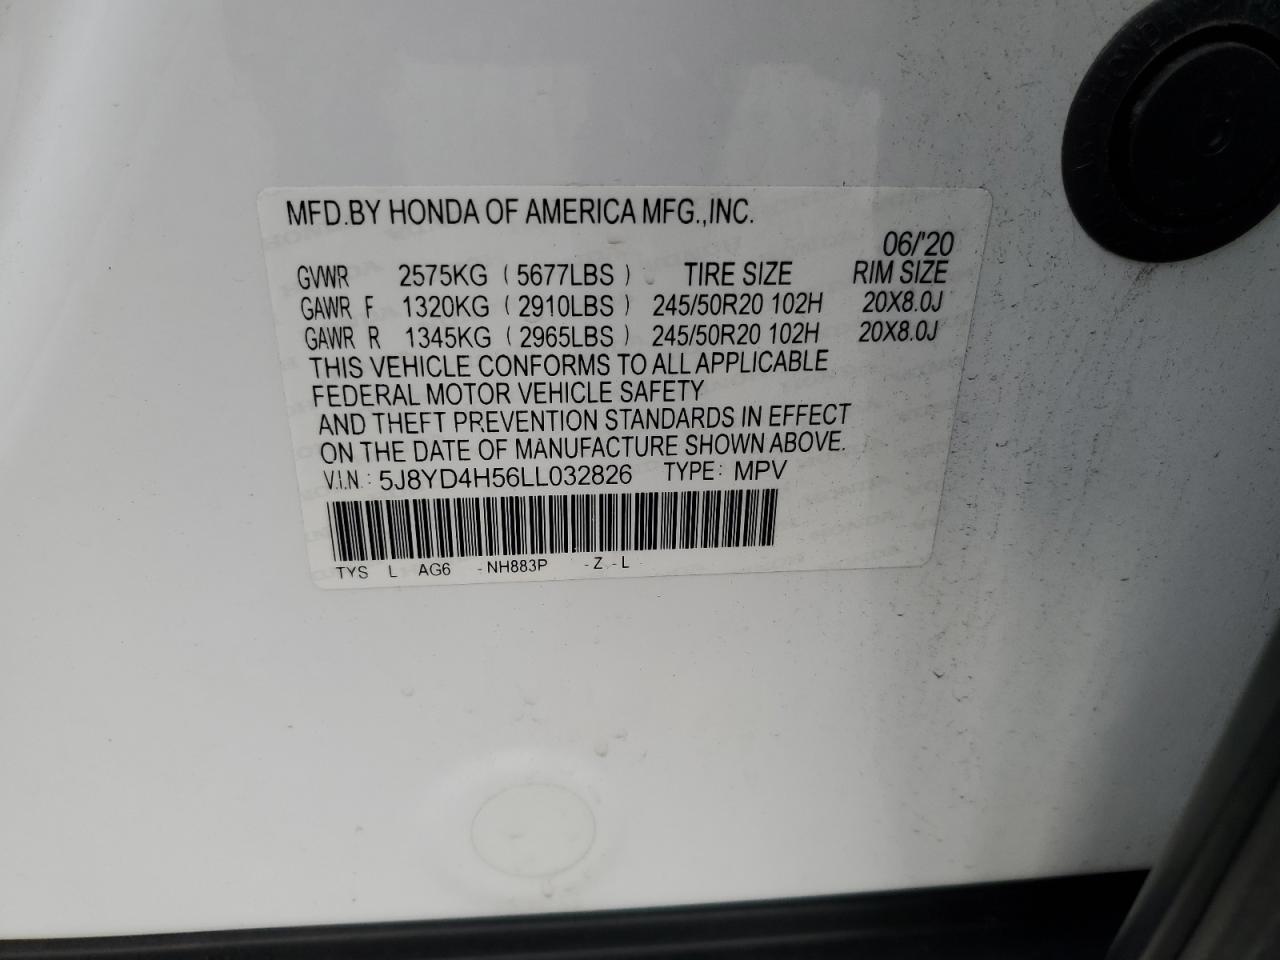 MFD.BY HONDA OF AMERICA MFG.,INC.
06/'20
GVWR 2575KG ( 5677LBS ) TIRE SIZE RIM SIZE
GAWR F 1320KG ( 2910LBS ) 245/50R20 102H 20X8.0J
GAWR R 1345KG ( 2965LBS ) 245/50R20 102H 20X8.0J
THIS VEHICLE CONFORMS TO ALL APPLICABLE
FEDERAL MOTOR VEHICLE SAFETY
AND THEFT PREVENTION STANDARDS IN EFFECT
ON THE DATE OF MANUFACTURE SHOWN ABOVE.
V.I.N.: 5J8YD4H56LL032826 TYPE: MPV
TYS L AG6 -NH883P -Z -L